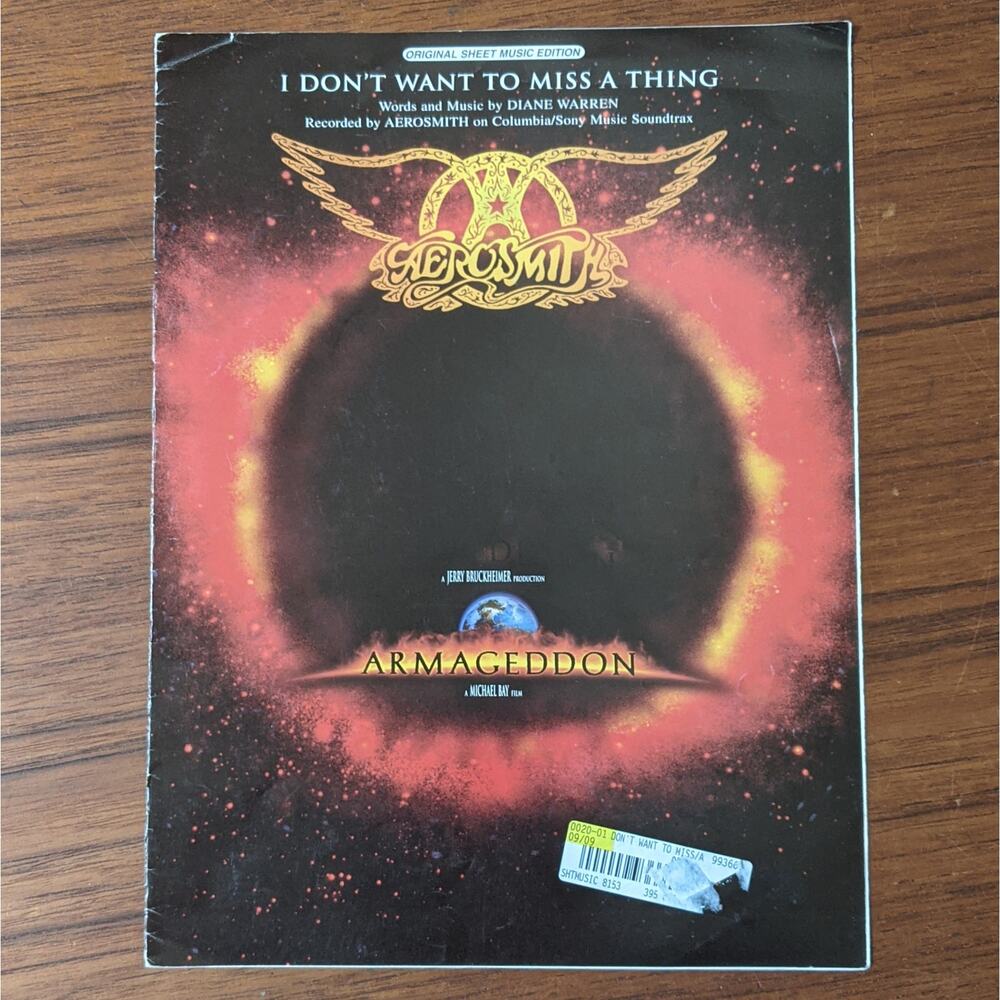 ORIGINAL SHEET MUSIC EDITION
I DON'T WANT TO MISS A THING
Words and Music by DIANE WARREN
Recorded by AEROSMITH on Columbia/Sony Music Soundtrax
AEROSMITH
A JERRY BRUCKHEIMER PRODUCTION
ARMAGEDDON
A MICHAEL BAY FILM
0020-01 DON'T WANT TO MISS/A 99366
09/09
SHTMUSIC 8153 395